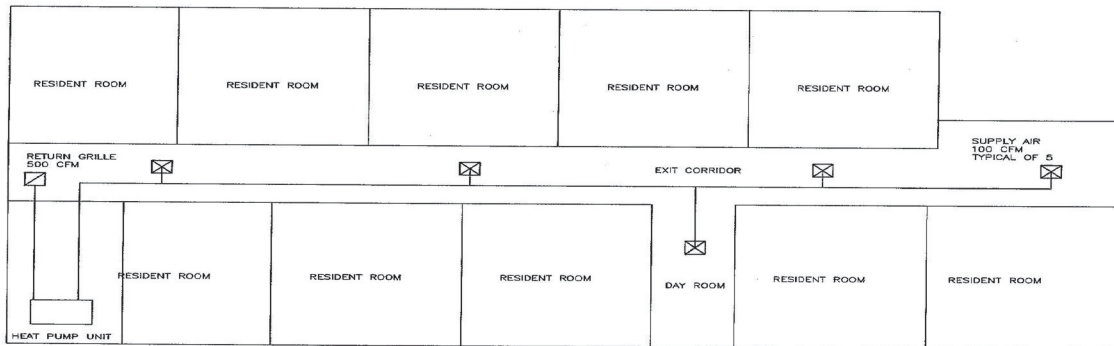 RESIDENT ROOM
RESIDENT ROOM
RESIDENT ROOM
RESIDENT ROOM
RESIDENT ROOM
RETURN GRILLE
500 CFM
EXIT CORRIDOR
SUPPLY AIR
100 CFM
TYPICAL OF 5
RESIDENT ROOM
RESIDENT ROOM
RESIDENT ROOM
DAY ROOM
RESIDENT ROOM
RESIDENT ROOM
HEAT PUMP UNIT